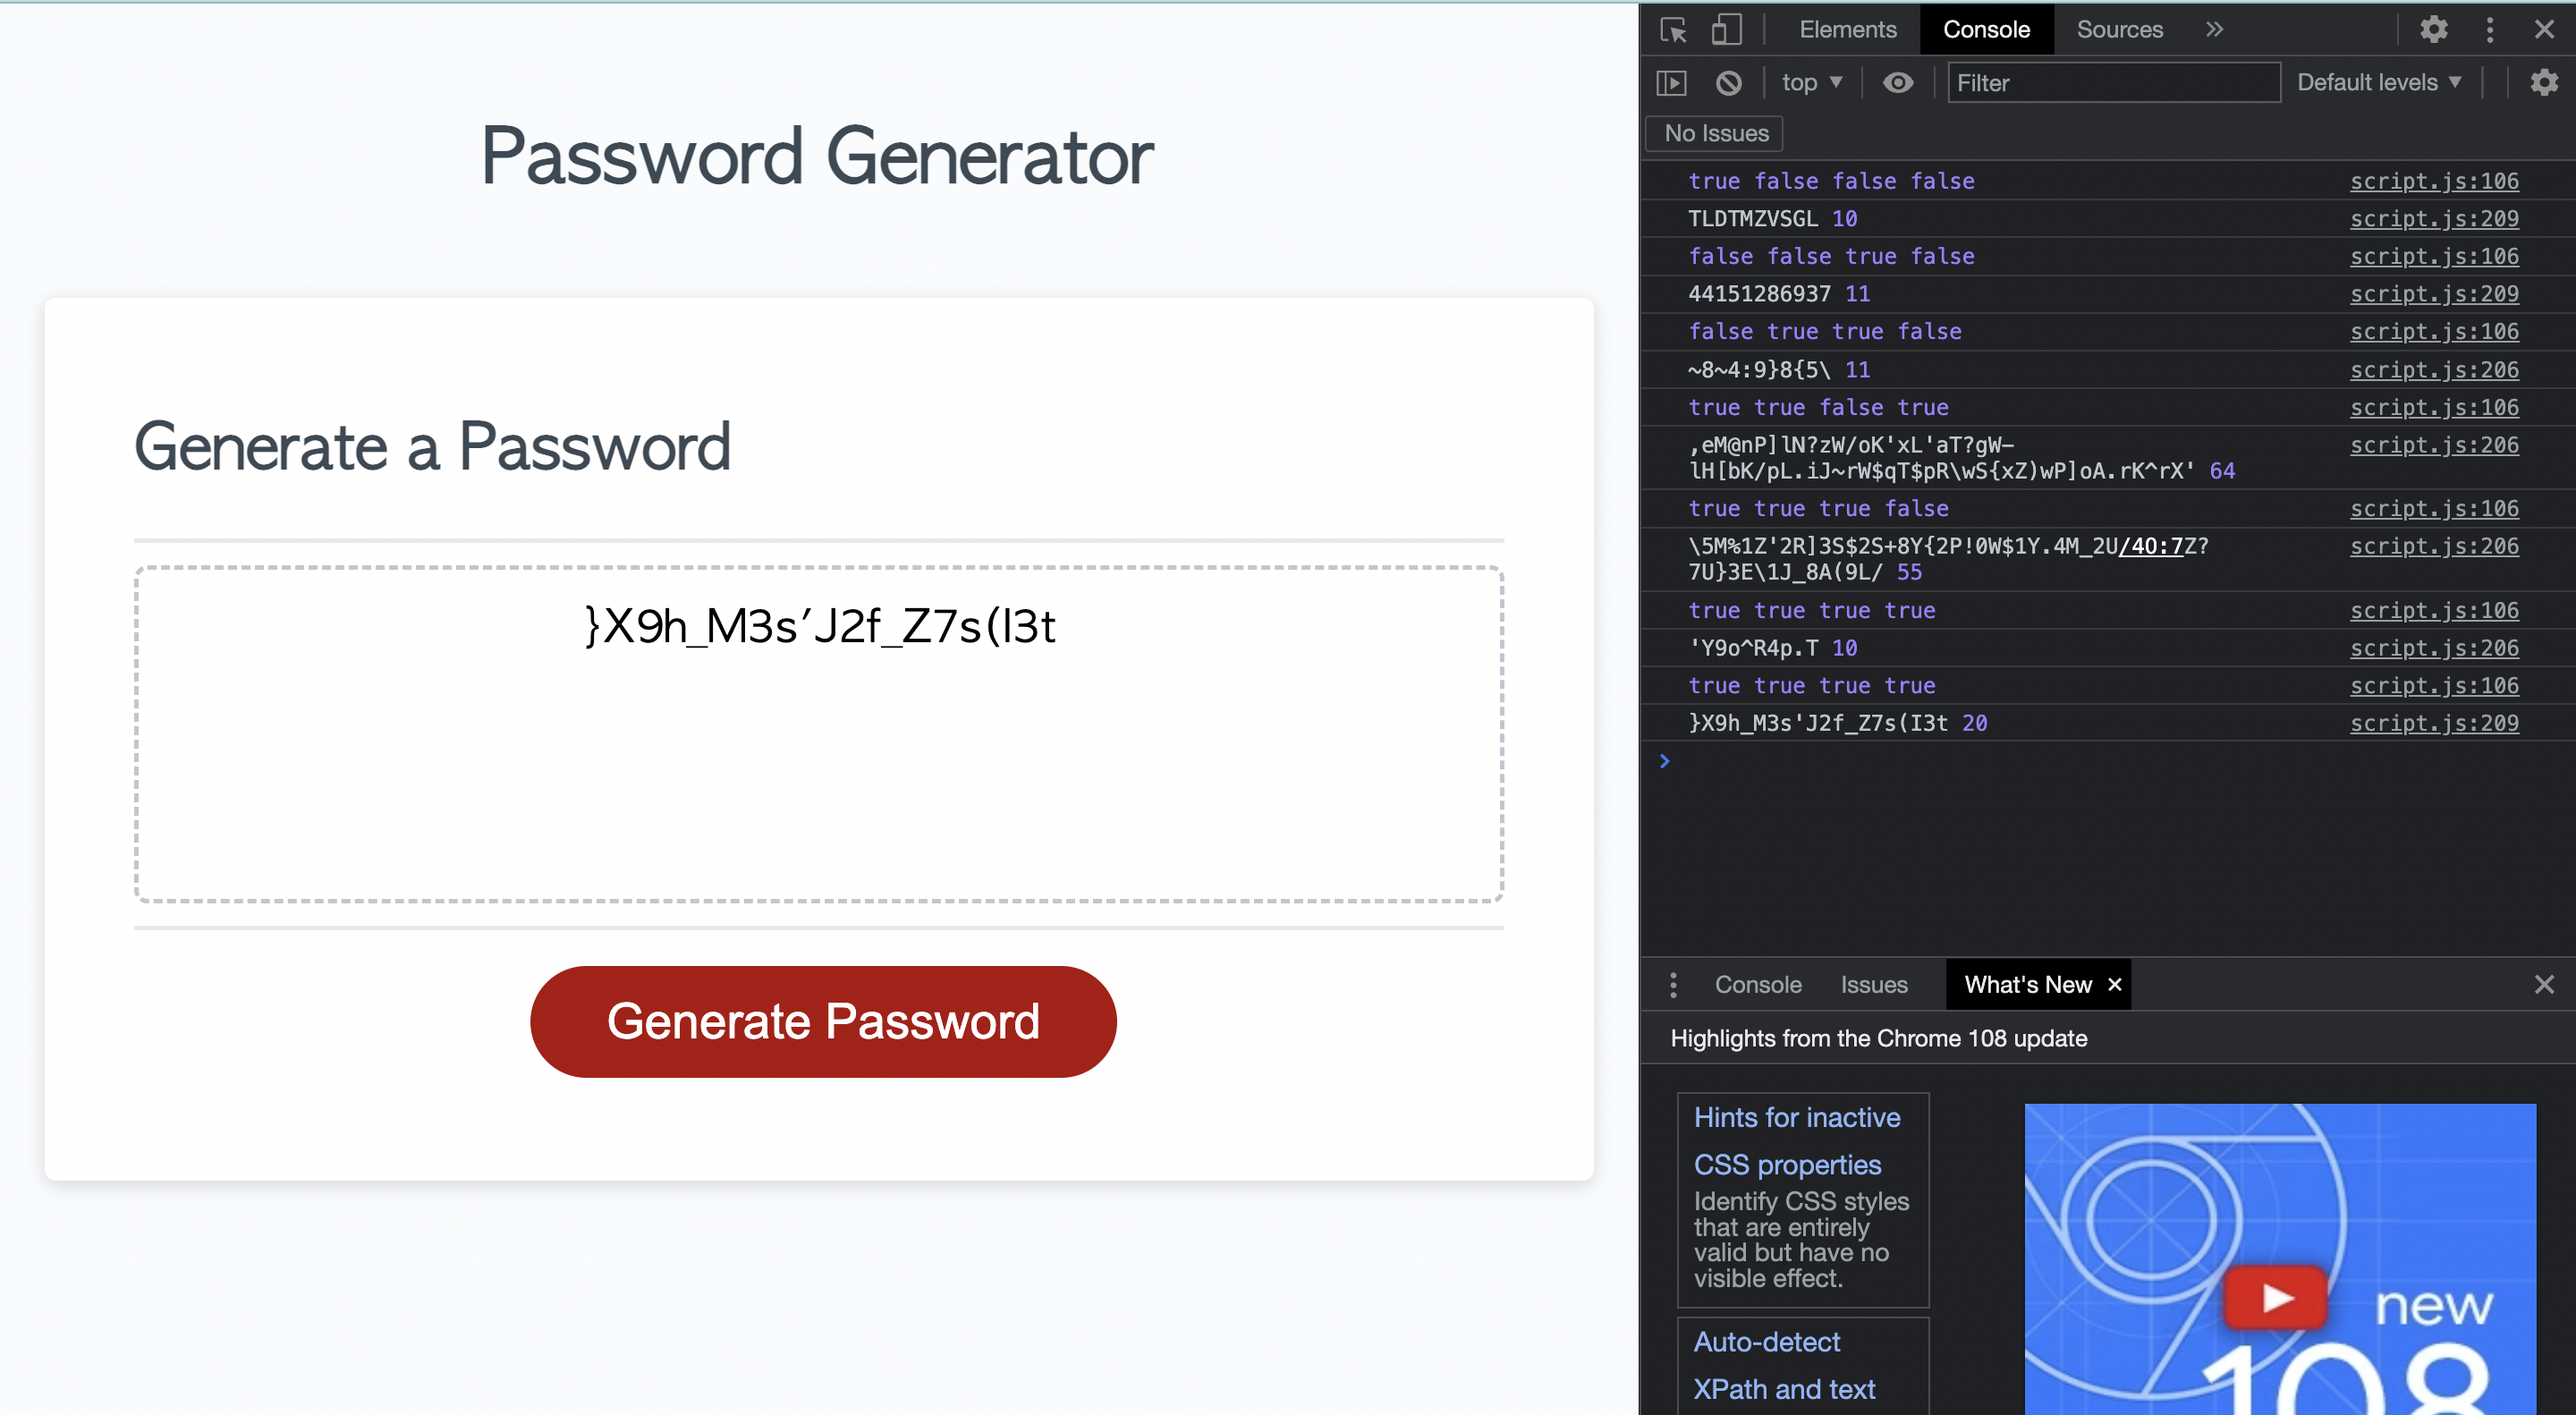 Password Generator
Generate a Password
}X9h_M3s'J2f_Z7s(I3t
Generate Password
Elements Console Sources
top Filter Default levels
No Issues
true false false false script.js:106
TLDTMZVSGL 10 script.js:209
false false true false script.js:106
44151286937 11 script.js:209
false true true false script.js:106
~8~4:9}8{5\ 11 script.js:206
true true false true script.js:106
,eM@nP]lN?zW/oK'xL'aT?gW- script.js:206
lH[bK/pL.iJ~rW$qT$pR\wS{xZ)wP]oA.rK^rX' 64
true true true false script.js:106
\5M%1Z'2R]3S$2S+8Y{2P!0W$1Y.4M_2U/4O:7Z? script.js:206
7U}3E\1J_8A(9L/ 55
true true true true script.js:106
'Y9o^R4p.T 10 script.js:206
true true true true script.js:106
}X9h_M3s'J2f_Z7s(I3t 20 script.js:209
Console Issues What's New
Highlights from the Chrome 108 update
Hints for inactive
CSS properties
Identify CSS styles
that are entirely
valid but have no
visible effect.
Auto-detect
XPath and text
new
108